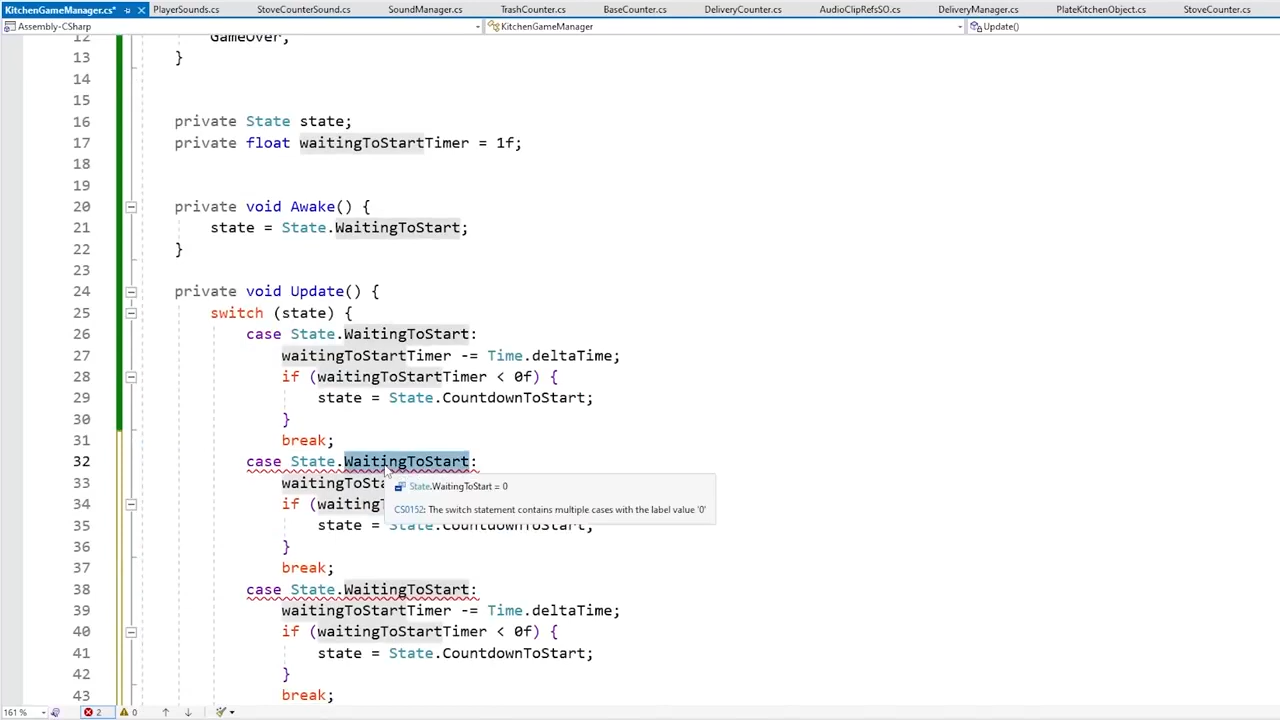 KitchenGameManager.cs* PlayerSounds.cs StoveCounterSound.cs SoundManager.cs TrashCounter.cs BaseCounter.cs DeliveryCounter.cs AudioClipRefsSO.cs DeliveryManager.cs PlateKitchenObject.cs StoveCounter.cs
Assembly-CSharp KitchenGameManager Update()
12 GameOver,
13 }
14
15
16 private State state;
17 private float waitingToStartTimer = 1f;
18
19
20 private void Awake() {
21 state = State.WaitingToStart;
22 }
23
24 private void Update() {
25 switch (state) {
26 case State.WaitingToStart:
27 waitingToStartTimer -= Time.deltaTime;
28 if (waitingToStartTimer < 0f) {
29 state = State.CountdownToStart;
30 }
31 break;
32 case State.WaitingToStart:
33 waitingToSta
State.WaitingToStart = 0
34 if (waiting
CS0152: The switch statement contains multiple cases with the label value '0'
35 state = State.CountdownToStart;
36 }
37 break;
38 case State.WaitingToStart:
39 waitingToStartTimer -= Time.deltaTime;
40 if (waitingToStartTimer < 0f) {
41 state = State.CountdownToStart;
42 }
43 break;
161 % 2 0